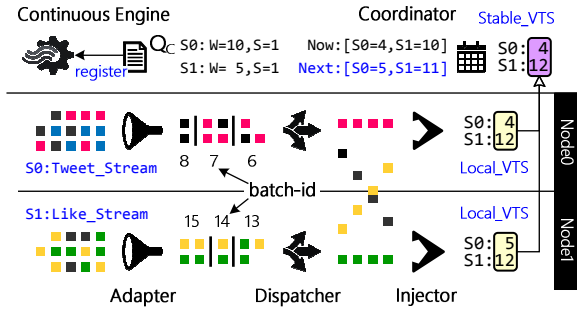 Continuous Engine
Coordinator
Stable_VTS
register
QC
S0: W=10,S=1
S1: W= 5,S=1
Now:[S0=4,S1=10]
Next:[S0=5,S1=11]
S0: 4
S1: 12
S0:Tweet_Stream
8 7 6
S0: 4
S1: 12
Local_VTS
Node0
batch-id
S1:Like_Stream
15 14 13
Local_VTS
S0: 5
S1: 12
Node1
Adapter
Dispatcher
Injector